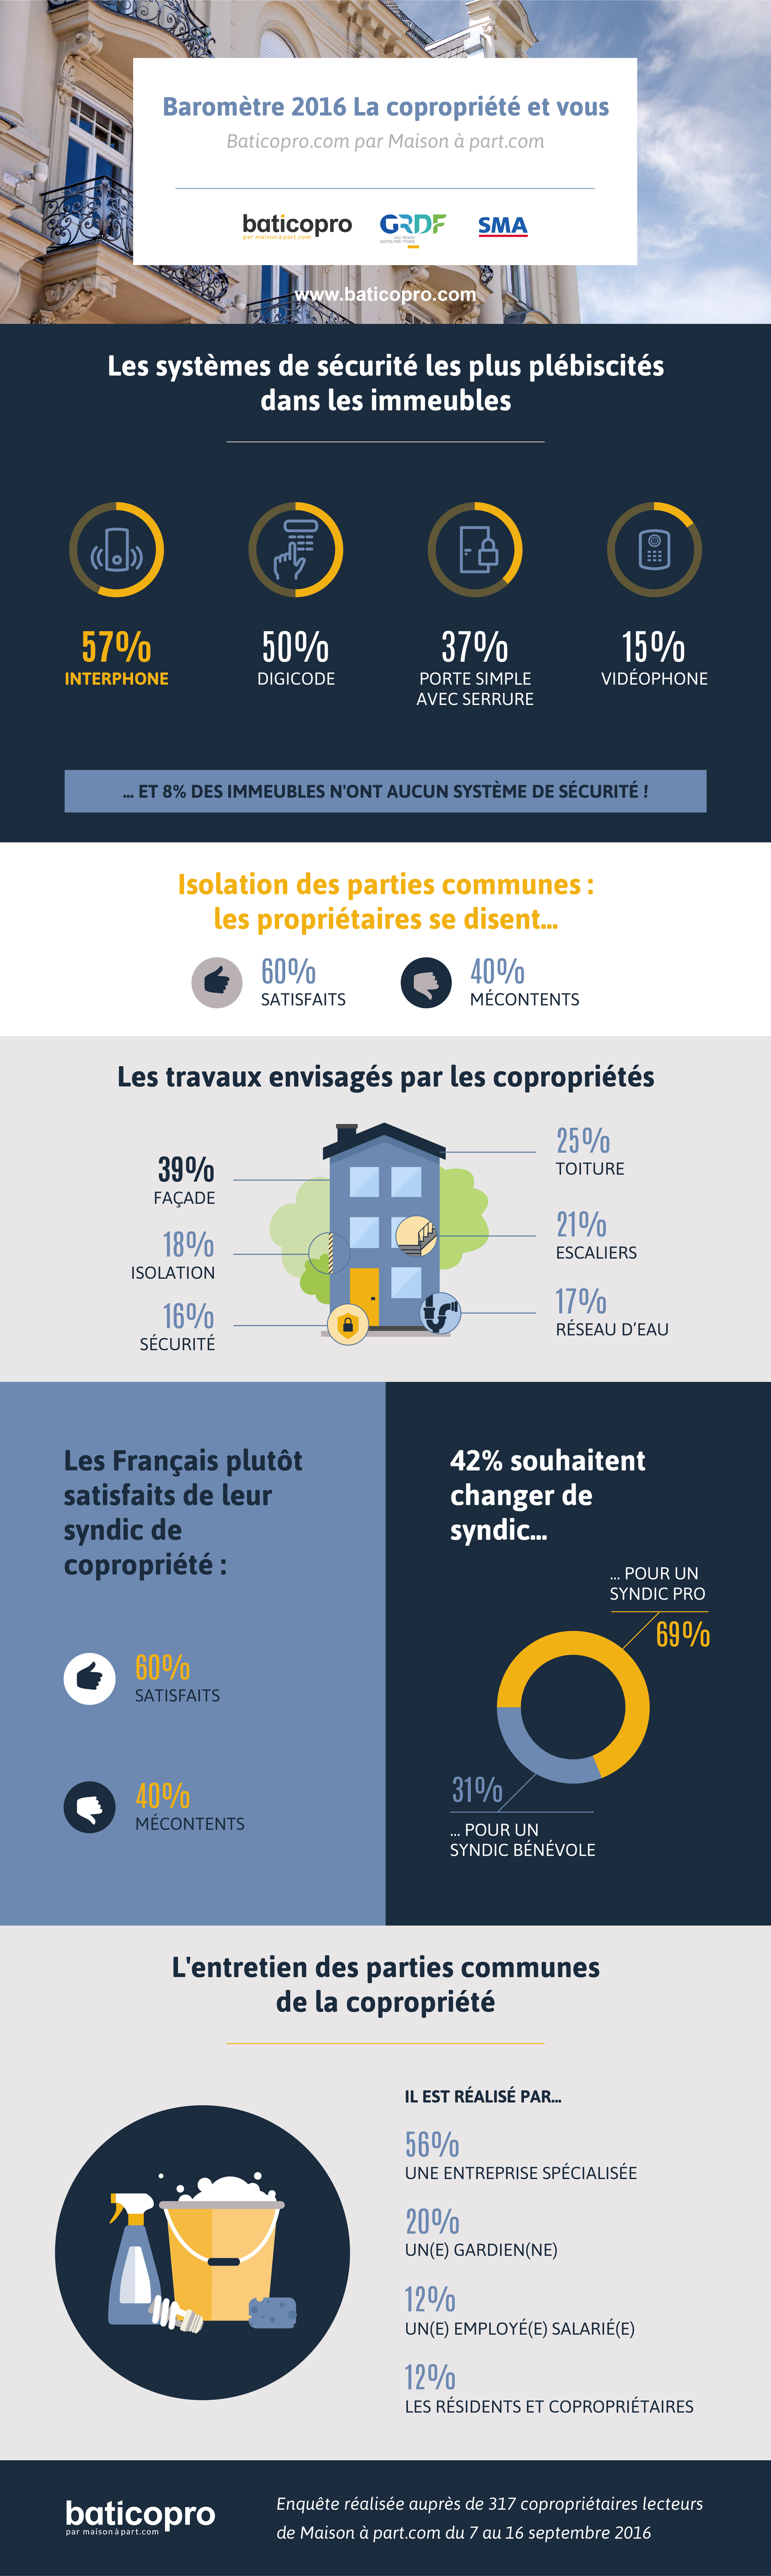 Baromètre 2016 La copropriété et vous
Baticopro.com par Maison à part.com
baticopro
par maison à part.com
GRDF
GAZ RÉSEAU
DISTRIBUTION FRANCE
SMA
www.baticopro.com
Les systèmes de sécurité les plus plébiscités
dans les immeubles
57%
INTERPHONE
50%
DIGICODE
37%
PORTE SIMPLE
AVEC SERRURE
15%
VIDÉOPHONE
... ET 8% DES IMMEUBLES N'ONT AUCUN SYSTÈME DE SÉCURITÉ !
Isolation des parties communes :
les propriétaires se disent...
60%
SATISFAITS
40%
MÉCONTENTS
Les travaux envisagés par les copropriétés
39%
FAÇADE
18%
ISOLATION
16%
SÉCURITÉ
25%
TOITURE
21%
ESCALIERS
17%
RÉSEAU D'EAU
Les Français plutôt
satisfaits de leur
syndic de
copropriété :
60%
SATISFAITS
40%
MÉCONTENTS
42% souhaitent
changer de
syndic...
... POUR UN
SYNDIC PRO
69%
31%
... POUR UN
SYNDIC BÉNÉVOLE
L'entretien des parties communes
de la copropriété
IL EST RÉALISÉ PAR...
56%
UNE ENTREPRISE SPÉCIALISÉE
20%
UN(E) GARDIEN(NE)
12%
UN(E) EMPLOYÉ(E) SALARIÉ(E)
12%
LES RÉSIDENTS ET COPROPRIÉTAIRES
baticopro
par maison à part.com
Enquête réalisée auprès de 317 copropriétaires lecteurs
de Maison à part.com du 7 au 16 septembre 2016